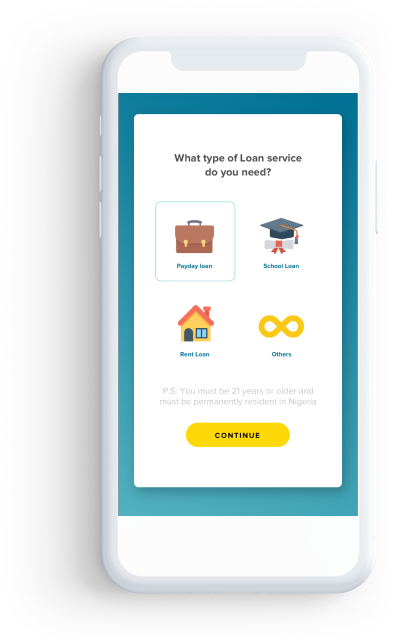 What type of Loan service
do you need?
Payday loan
School Loan
Rent Loan
Others
P.S: You must be 21 years or older and
must be permanently resident in Nigeria
CONTINUE